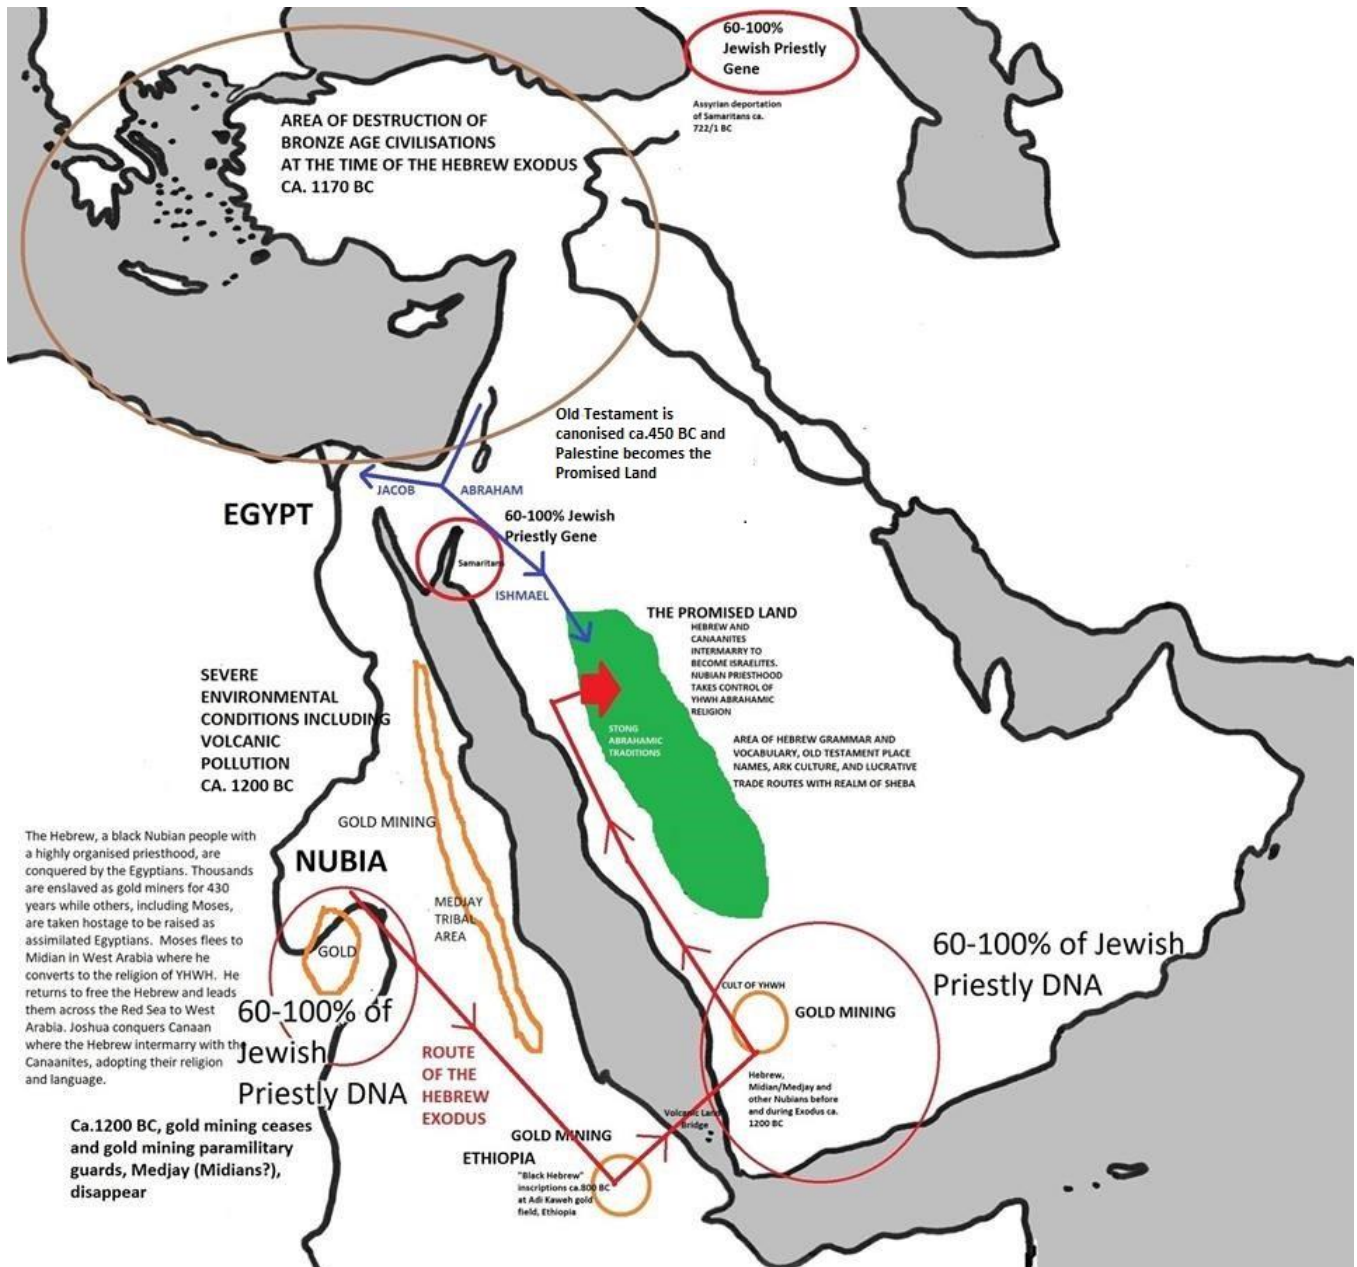 60-100%
Jewish Priestly
Gene
Assyrian deportation
of Samaritans ca.
722/1 BC
AREA OF DESTRUCTION OF
BRONZE AGE CIVILISATIONS
AT THE TIME OF THE HEBREW EXODUS
CA. 1170 BC
Old Testament is
canonised ca.450 BC and
Palestine becomes the
Promised Land
JACOB
ABRAHAM
EGYPT
60-100% Jewish
Priestly Gene
Samaritans
ISHMAEL
THE PROMISED LAND
HEBREW AND
CANAANITES
INTERMARRY TO
BECOME ISRAELITES.
NUBIAN PRIESTHOOD
TAKES CONTROL OF
YHWH ABRAHAMIC
RELIGION
STONG
ABRAHAMIC
TRADITIONS
AREA OF HEBREW GRAMMAR AND
VOCABULARY, OLD TESTAMENT PLACE
NAMES, ARK CULTURE, AND LUCRATIVE
TRADE ROUTES WITH REALM OF SHEBA
SEVERE
ENVIRONMENTAL
CONDITIONS INCLUDING
VOLCANIC
POLLUTION
CA. 1200 BC
GOLD MINING
NUBIA
The Hebrew, a black Nubian people with
a highly organised priesthood, are
conquered by the Egyptians. Thousands
are enslaved as gold miners for 430
years while others, including Moses,
are taken hostage to be raised as
assimilated Egyptians. Moses flees to
Midian in West Arabia where he
converts to the religion of YHWH. He
returns to free the Hebrew and leads
them across the Red Sea to West
Arabia. Joshua conquers Canaan
where the Hebrew intermarry with the
Canaanites, adopting their religion
and language.
MEDJAY
TRIBAL
AREA
GOLD
60-100% of
Jewish
Priestly DNA
60-100% of Jewish
Priestly DNA
CULT OF YHWH
GOLD MINING
ROUTE
OF THE
HEBREW
EXODUS
Hebrew,
Midian/Medjay and
other Nubians before
and during Exodus ca.
1200 BC
Volcanic Land
Bridge
Ca.1200 BC, gold mining ceases
and gold mining paramilitary
guards, Medjay (Midians?),
disappear
GOLD MINING
ETHIOPIA
"Black Hebrew"
inscriptions ca.800 BC
at Adi Kaweh gold
field, Ethiopia